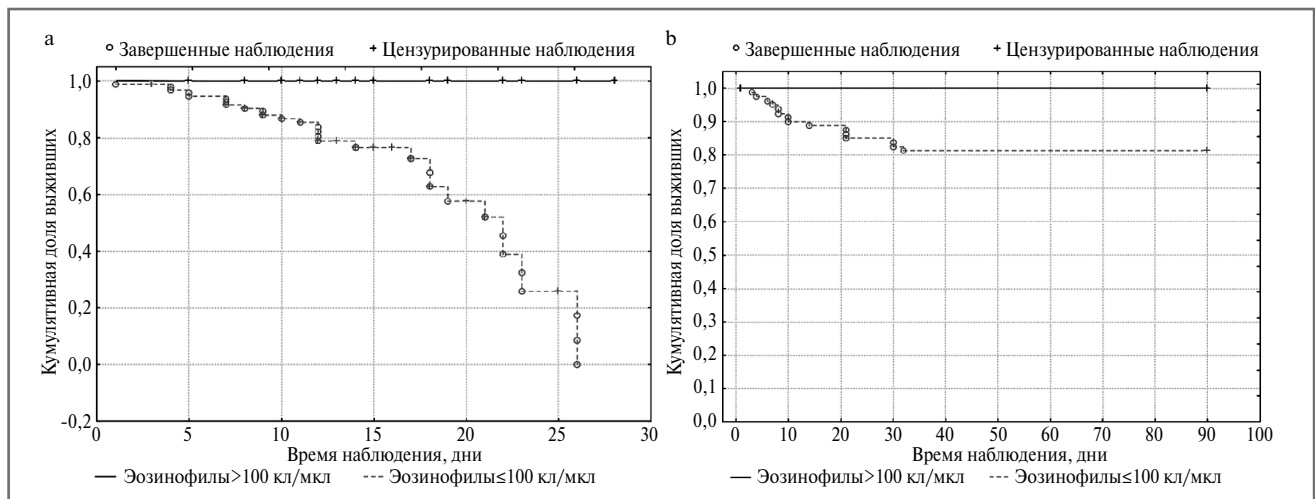 a
Завершенные наблюдения Цензурированные наблюдения
Кумулятивная доля выживших
1,0
0,8
0,6
0,4
0,2
0,0
-0,2
0 5 10 15 20 25 30
Время наблюдения, дни
Эозинофилы>100 кл/мкл Эозинофилы≤100 кл/мкл
b
Завершенные наблюдения Цензурированные наблюдения
Кумулятивная доля выживших
1,0
0,9
0,8
0,7
0,6
0,5
0,4
0,3
0,2
0,1
0,0
0 10 20 30 40 50 60 70 80 90 100
Время наблюдения, дни
Эозинофилы>100 кл/мкл Эозинофилы≤100 кл/мкл